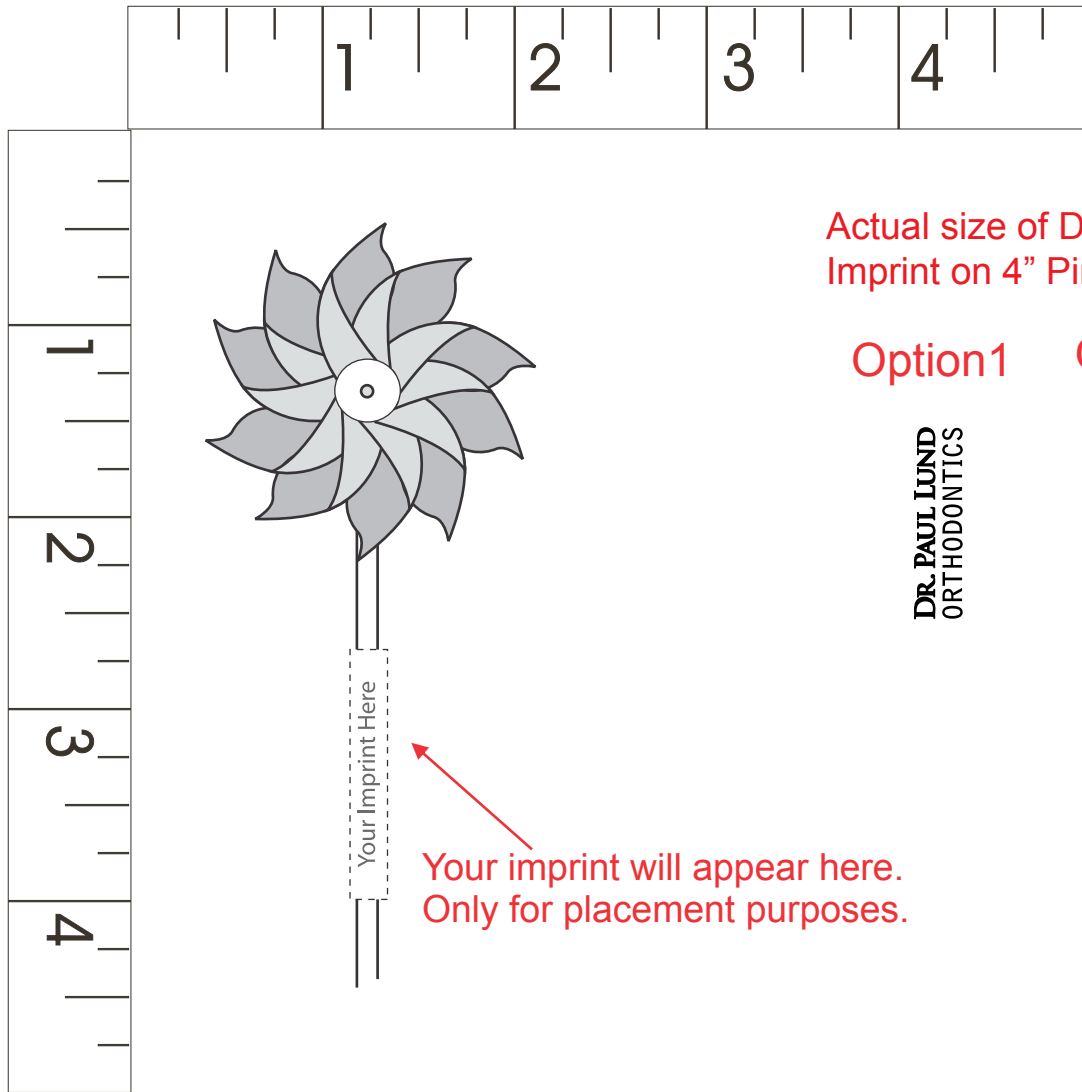 1 2 3 4
1
2
3
4
Actual size of D
Imprint on 4” Pi
Option1
DR. PAUL LUND
ORTHODONTICS
Your Imprint Here
Your imprint will appear here.
Only for placement purposes.